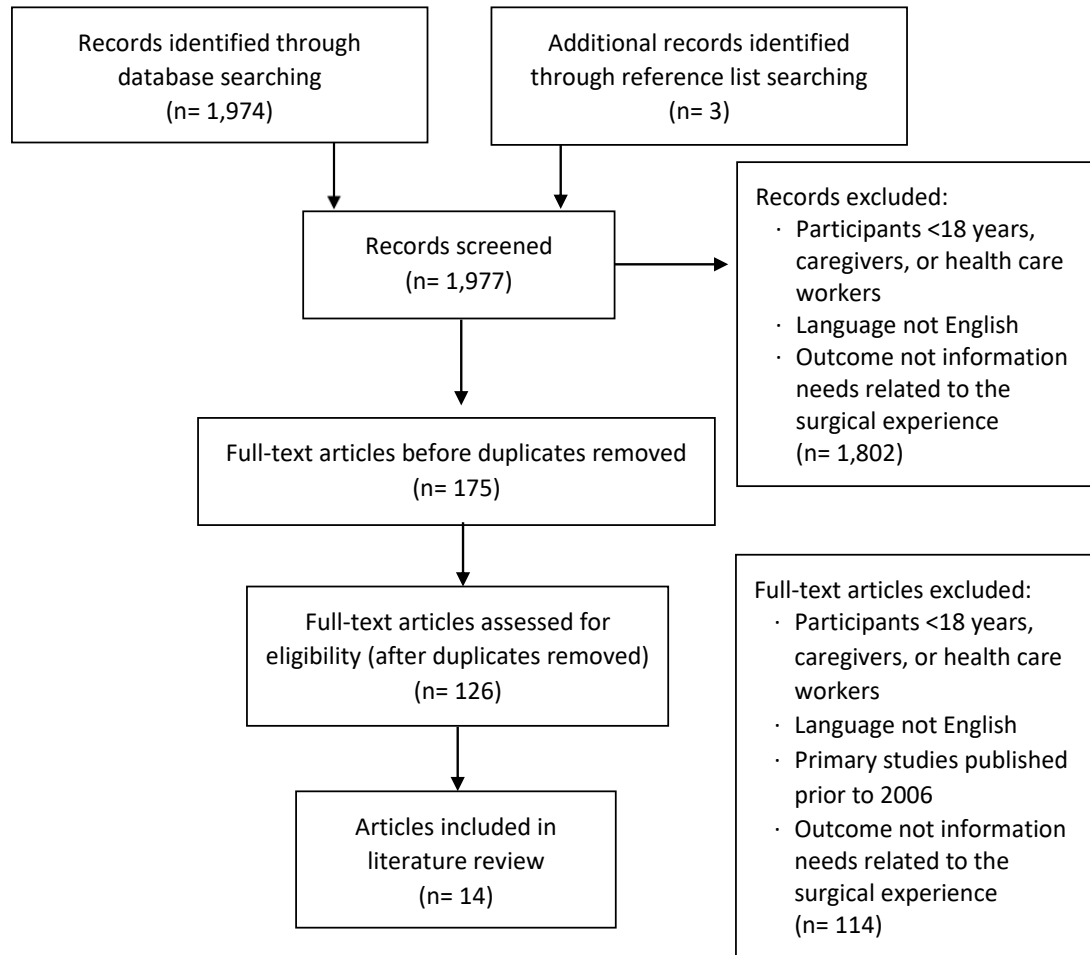 Records identified through
database searching
(n= 1,974)
Additional records identified
through reference list searching
(n= 3)
Records screened
(n= 1,977)
Records excluded:
· Participants <18 years,
caregivers, or health care
workers
· Language not English
· Outcome not information
needs related to the
surgical experience
(n= 1,802)
Full-text articles before duplicates removed
(n= 175)
Full-text articles assessed for
eligibility (after duplicates removed)
(n= 126)
Full-text articles excluded:
· Participants <18 years,
caregivers, or health care
workers
· Language not English
· Primary studies published
prior to 2006
· Outcome not information
needs related to the
surgical experience
(n= 114)
Articles included in
literature review
(n= 14)